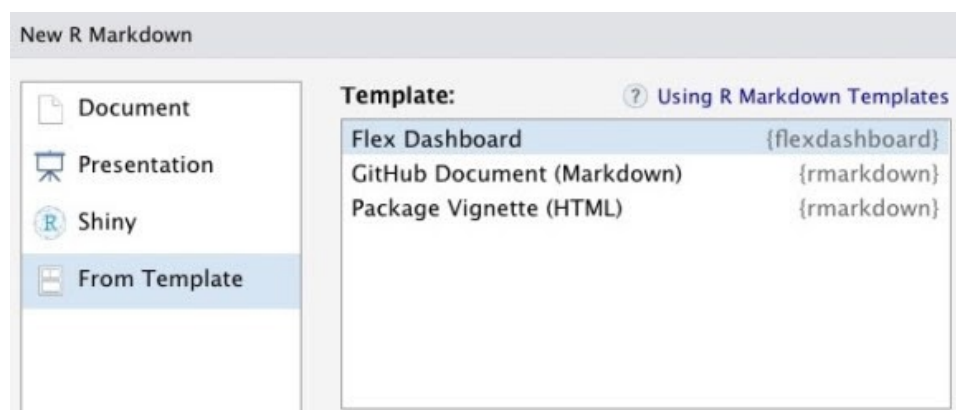 New R Markdown
Document
Presentation
R Shiny
From Template
Template: ? Using R Markdown Templates
Flex Dashboard {flexdashboard}
GitHub Document (Markdown) {rmarkdown}
Package Vignette (HTML) {rmarkdown}